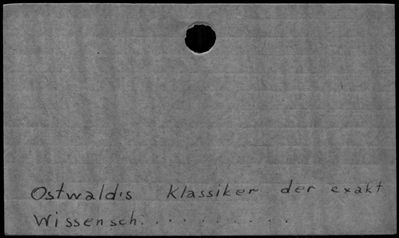 Ostwald's Klassiker der exakt
Wissensch. . . . . . . . . . .